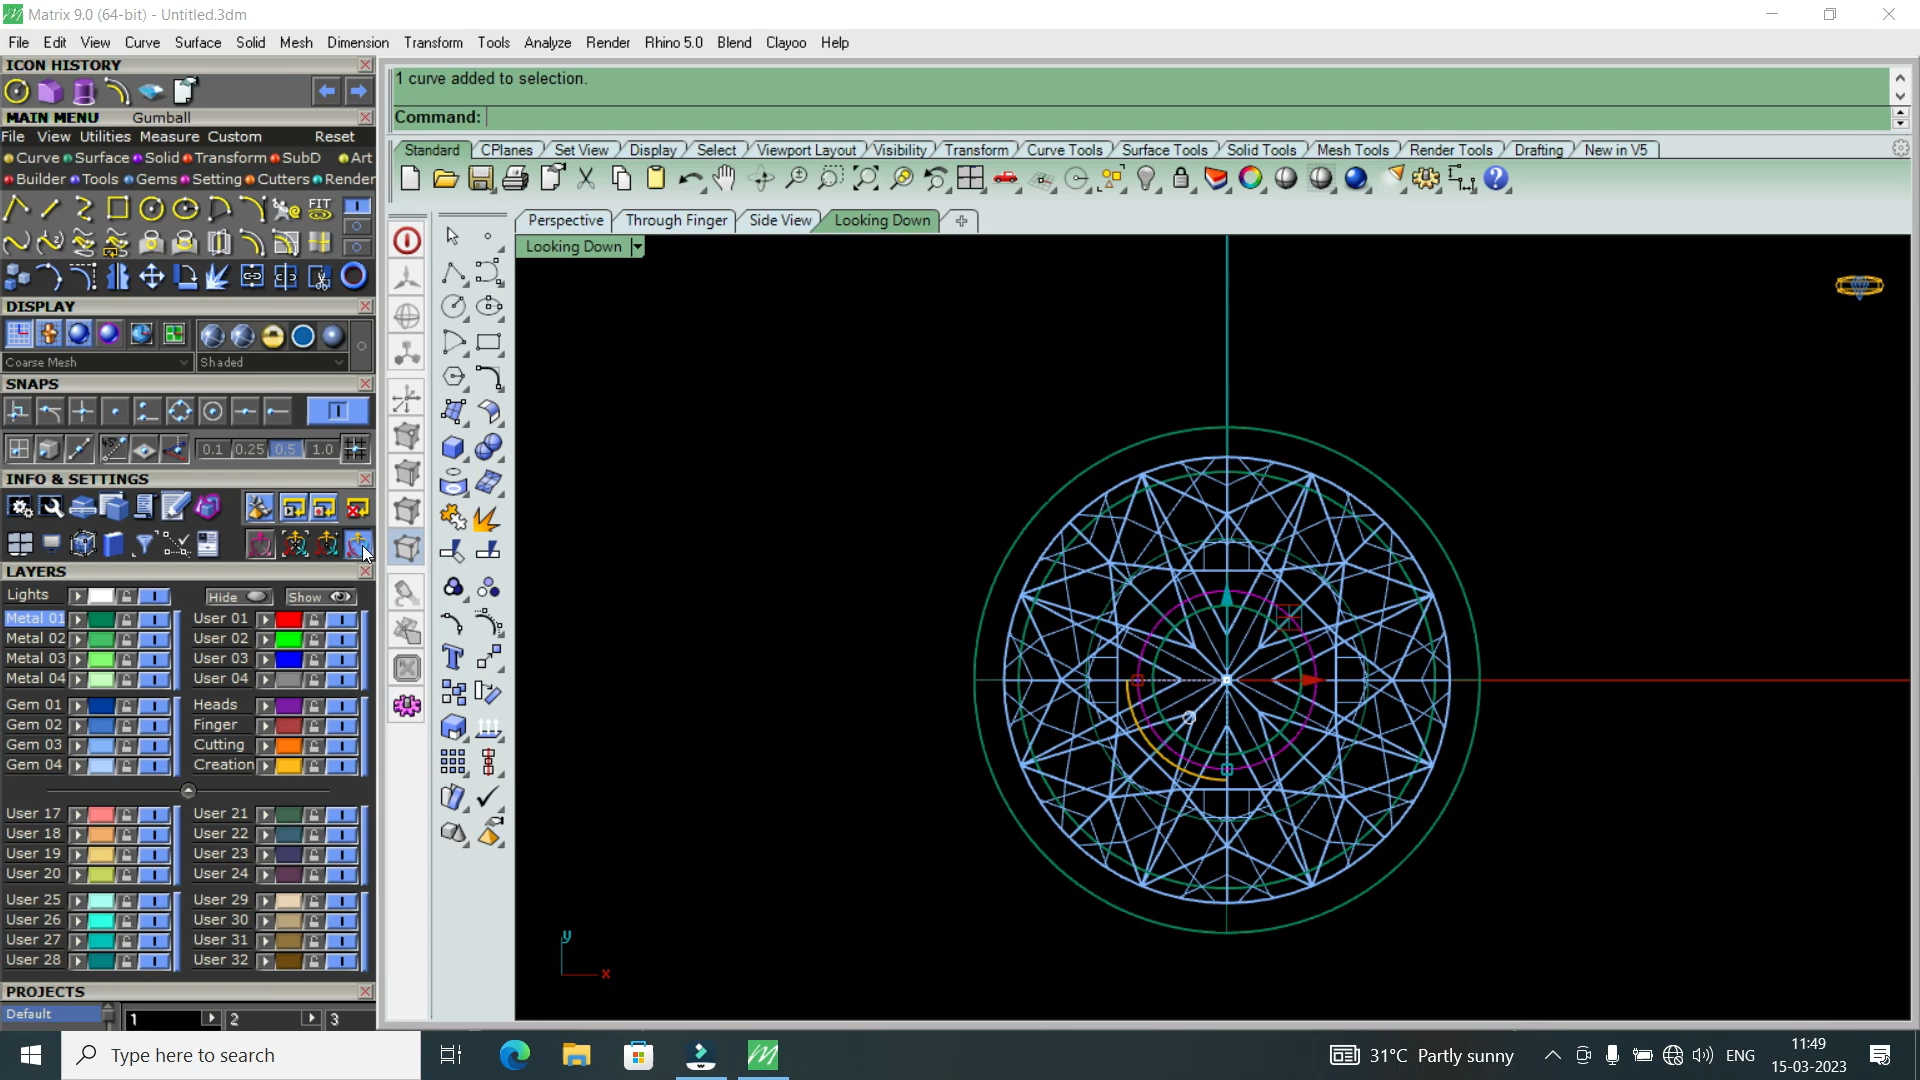 Matrix 9.0 (64-bit) - Untitled.3dm
File Edit View Curve Surface Solid Mesh Dimension Transform Tools Analyze Render Rhino 5.0 Blend Clayoo Help
ICON HISTORY
MAIN MENU Gumball
File View Utilities Measure Custom Reset
Curve Surface Solid Transform SubD Art
Builder Tools Gems Setting Cutters Render
FIT
DISPLAY
Coarse Mesh Shaded
SNAPS
45°
0.1 0.25 0.5 1.0
INFO & SETTINGS
LAYERS
Lights Hide Show
Metal 01 User 01
Metal 02 User 02
Metal 03 User 03
Metal 04 User 04
Gem 01 Heads
Gem 02 Finger
Gem 03 Cutting
Gem 04 Creation
User 17 User 21
User 18 User 22
User 19 User 23
User 20 User 24
User 25 User 29
User 26 User 30
User 27 User 31
User 28 User 32
PROJECTS
Default 1 2 3
1 curve added to selection.
Command:
Standard CPlanes Set View Display Select Viewport Layout Visibility Transform Curve Tools Surface Tools Solid Tools Mesh Tools Render Tools Drafting New in V5
Perspective Through Finger Side View Looking Down
Looking Down
y
x
Type here to search
31°C Partly sunny
ENG
11:49
15-03-2023